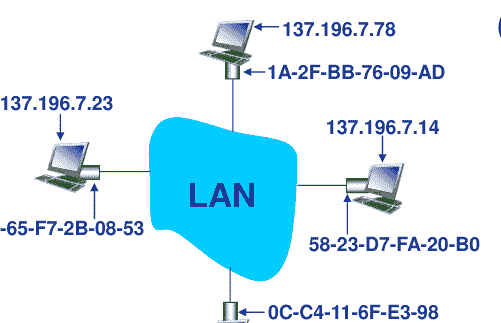 137.196.7.78
1A-2F-BB-76-09-AD
137.196.7.23
137.196.7.14
LAN
-65-F7-2B-08-53
58-23-D7-FA-20-B0
0C-C4-11-6F-E3-98